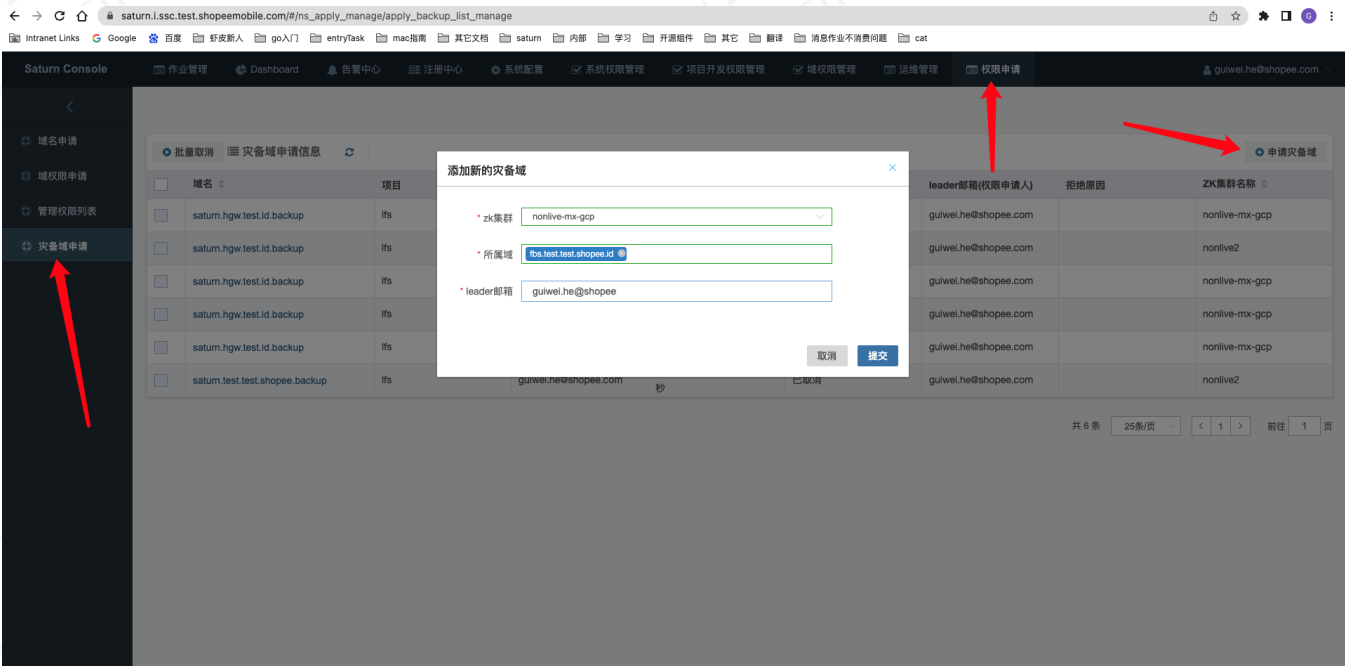 saturn.i.ssc.test.shopeemobile.com/#/ns_apply_manage/apply_backup_list_manage
Intranet Links Google 百度 虾皮新人 go入门 entryTask mac指南 其它文档 saturn 内部 学习 开源组件 其它 翻译 消息作业不消费问题 cat
Saturn Console 作业管理 Dashboard 告警中心 注册中心 系统配置 系统权限管理 项目开发权限管理 域权限管理 运维管理 权限申请 guiwei.he@shopee.com
域名申请
域权限申请
管理权限列表
灾备域申请
批量取消 灾备域申请信息 申请灾备域
域名 项目 leader邮箱(权限申请人) 拒绝原因 ZK集群名称
saturn.hgw.test.id.backup lfs guiwei.he@shopee.com nonlive-mx-gcp
saturn.hgw.test.id.backup lfs guiwei.he@shopee.com nonlive2
saturn.hgw.test.id.backup lfs guiwei.he@shopee.com nonlive-mx-gcp
saturn.hgw.test.id.backup lfs guiwei.he@shopee.com nonlive-mx-gcp
saturn.hgw.test.id.backup lfs guiwei.he@shopee.com nonlive-mx-gcp
saturn.test.test.shopee.backup lfs guiwei.he@shopee.com 秒 已取消 guiwei.he@shopee.com nonlive2
添加新的灾备域
* zk集群 nonlive-mx-gcp
* 所属域 fbs.test.test.shopee.id
* leader邮箱 guiwei.he@shopee
取消 提交
共 6 条 25条/页 1 前往 1 页